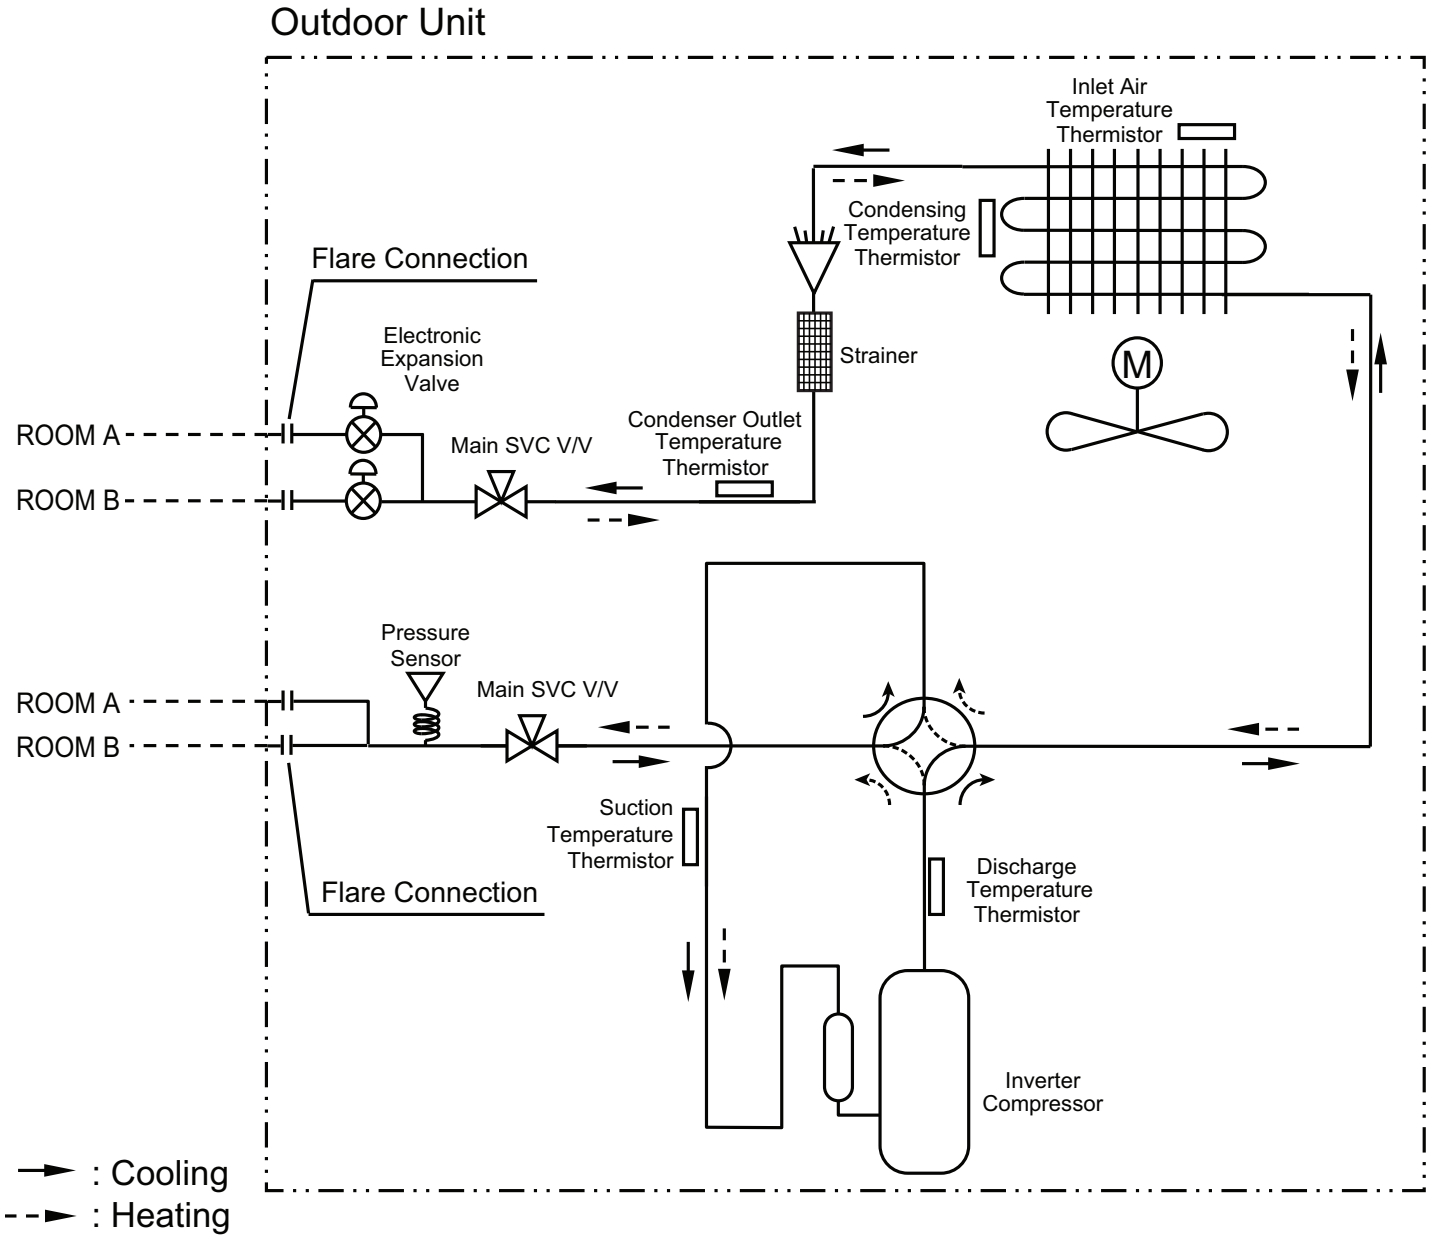 Outdoor Unit
Inlet Air
Temperature
Thermistor
Condensing
Temperature
Thermistor
Flare Connection
Electronic
Expansion
Valve
Strainer
M
Condenser Outlet
Temperature
Thermistor
ROOM A
Main SVC V/V
ROOM B
Pressure
Sensor
ROOM A
Main SVC V/V
ROOM B
Suction
Temperature
Thermistor
Flare Connection
Discharge
Temperature
Thermistor
Inverter
Compressor
: Cooling
: Heating